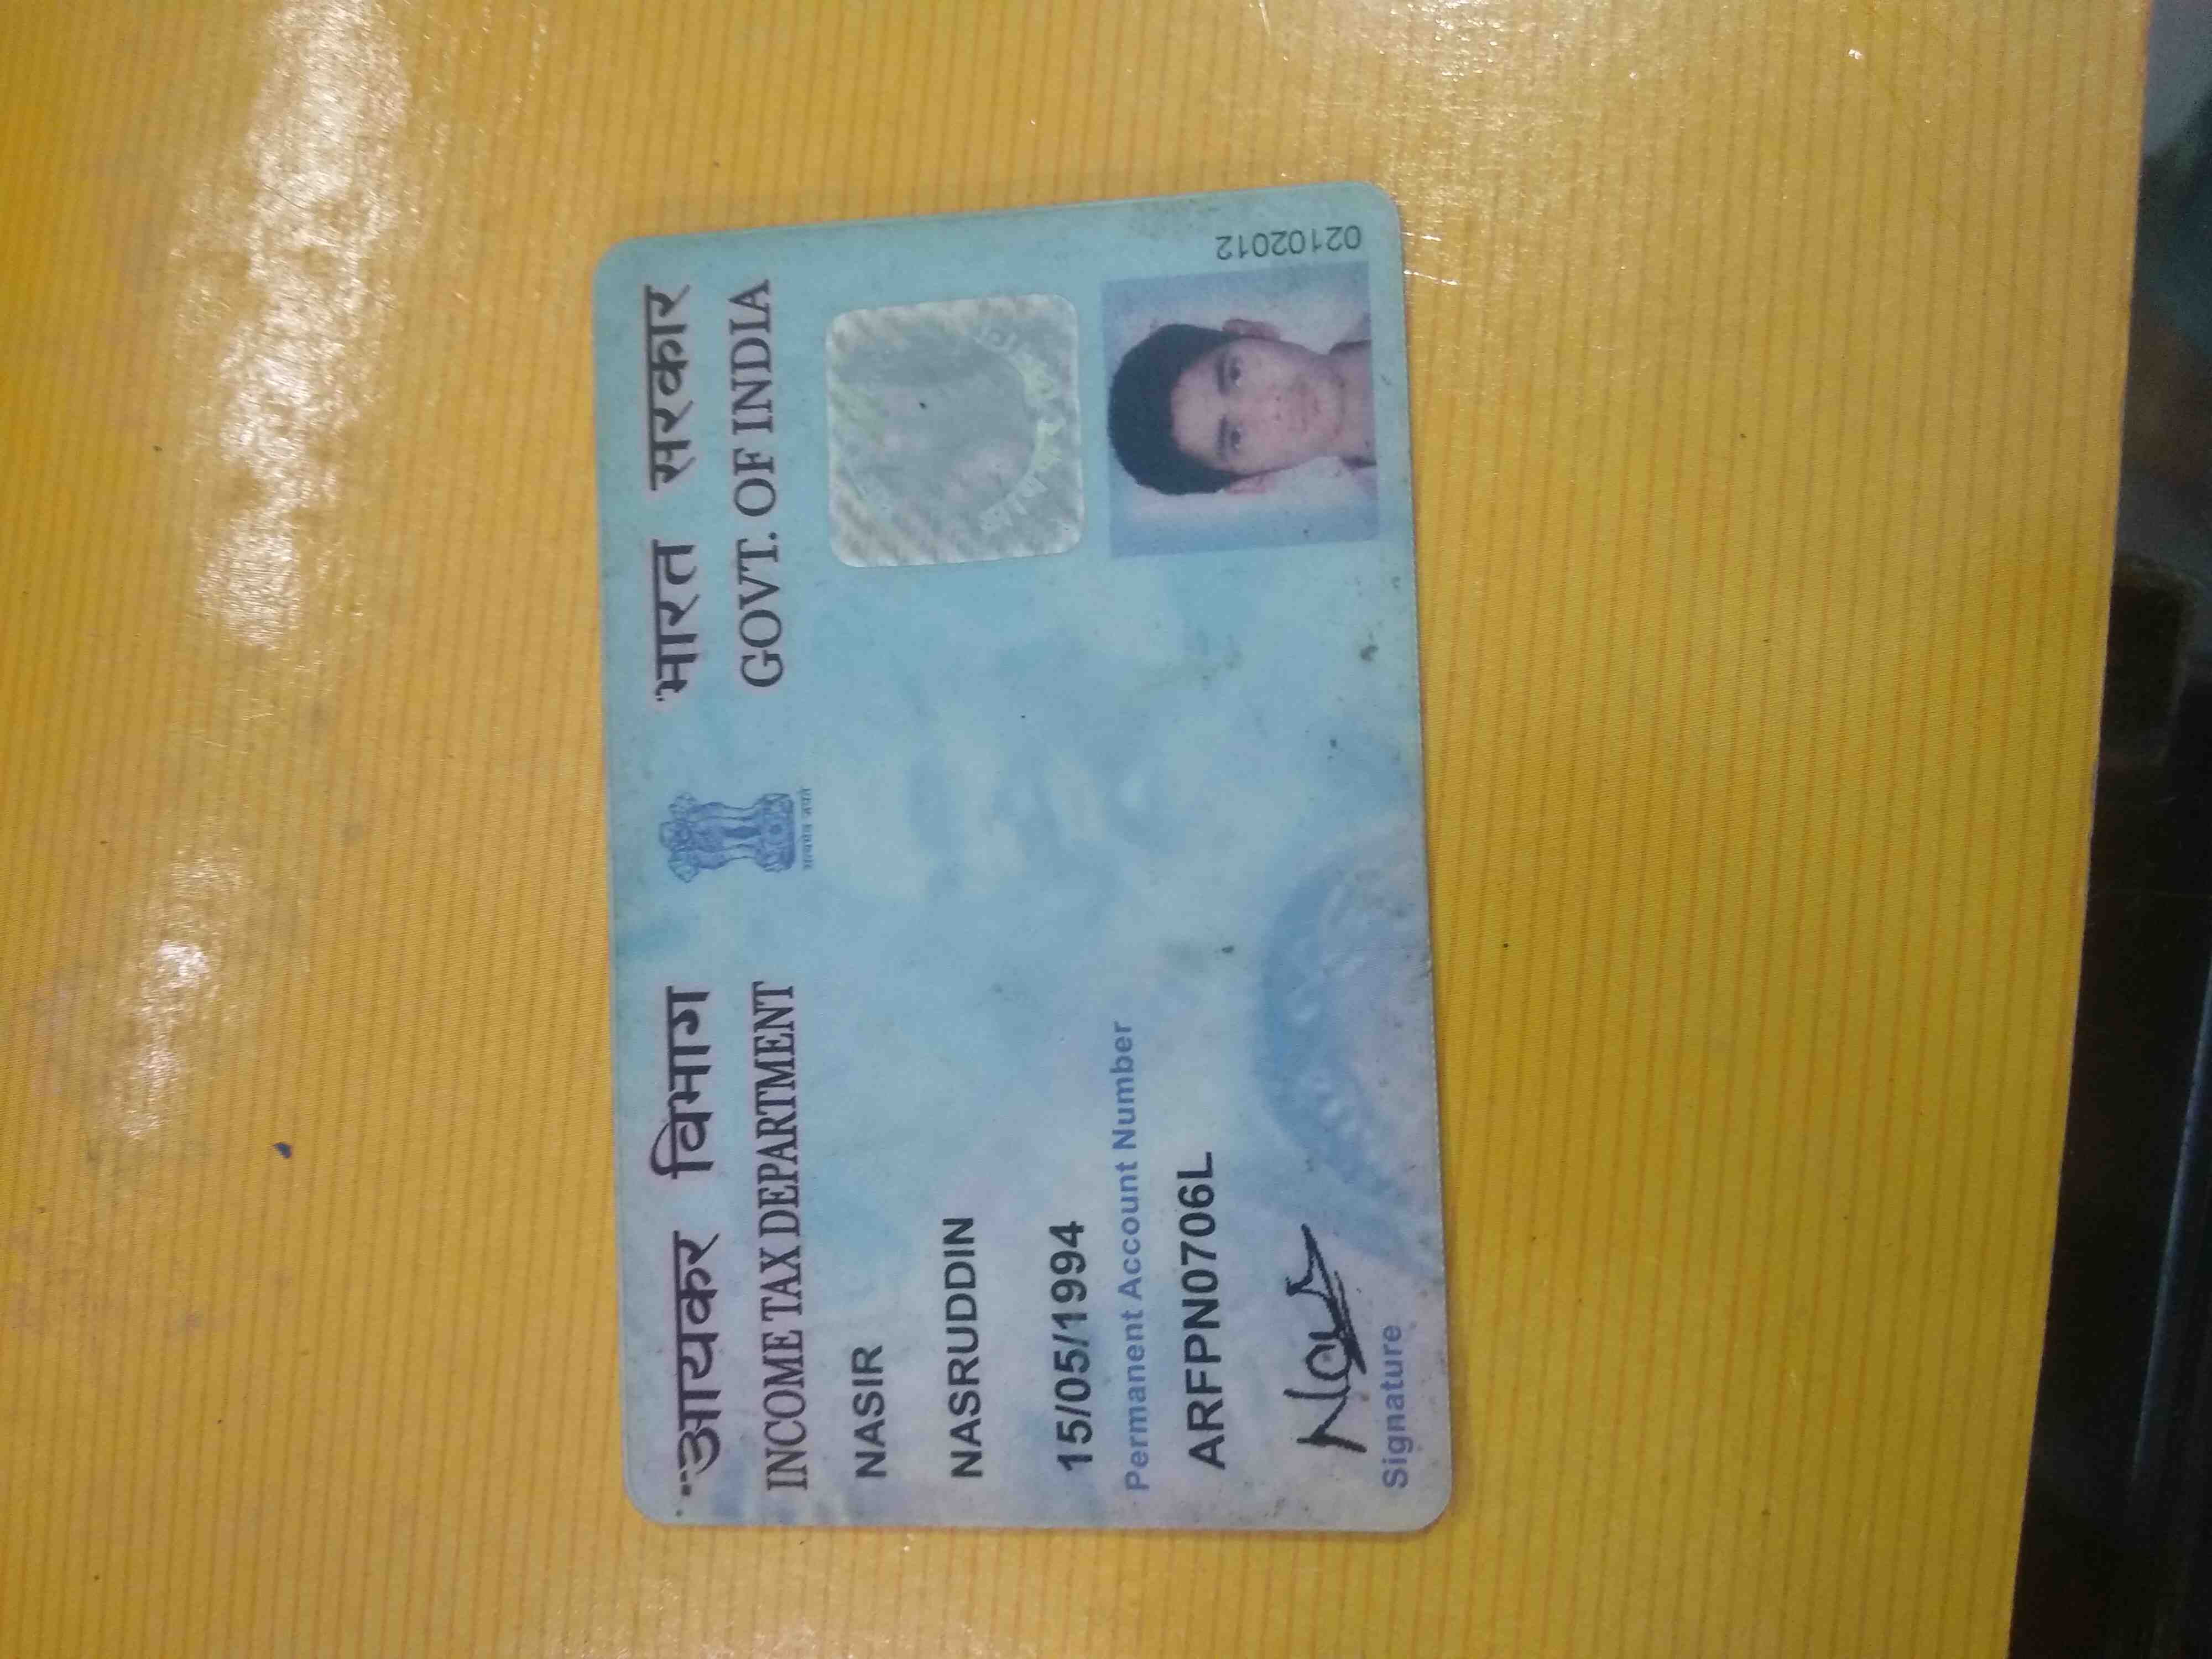 आयकर विभाग
INCOME TAX DEPARTMENT
सत्यमेव जयते
भारत सरकार
GOVT. OF INDIA
NASIR
NASRUDDIN
15/05/1994
Permanent Account Number
ARFPN0706L
Signature
02102012